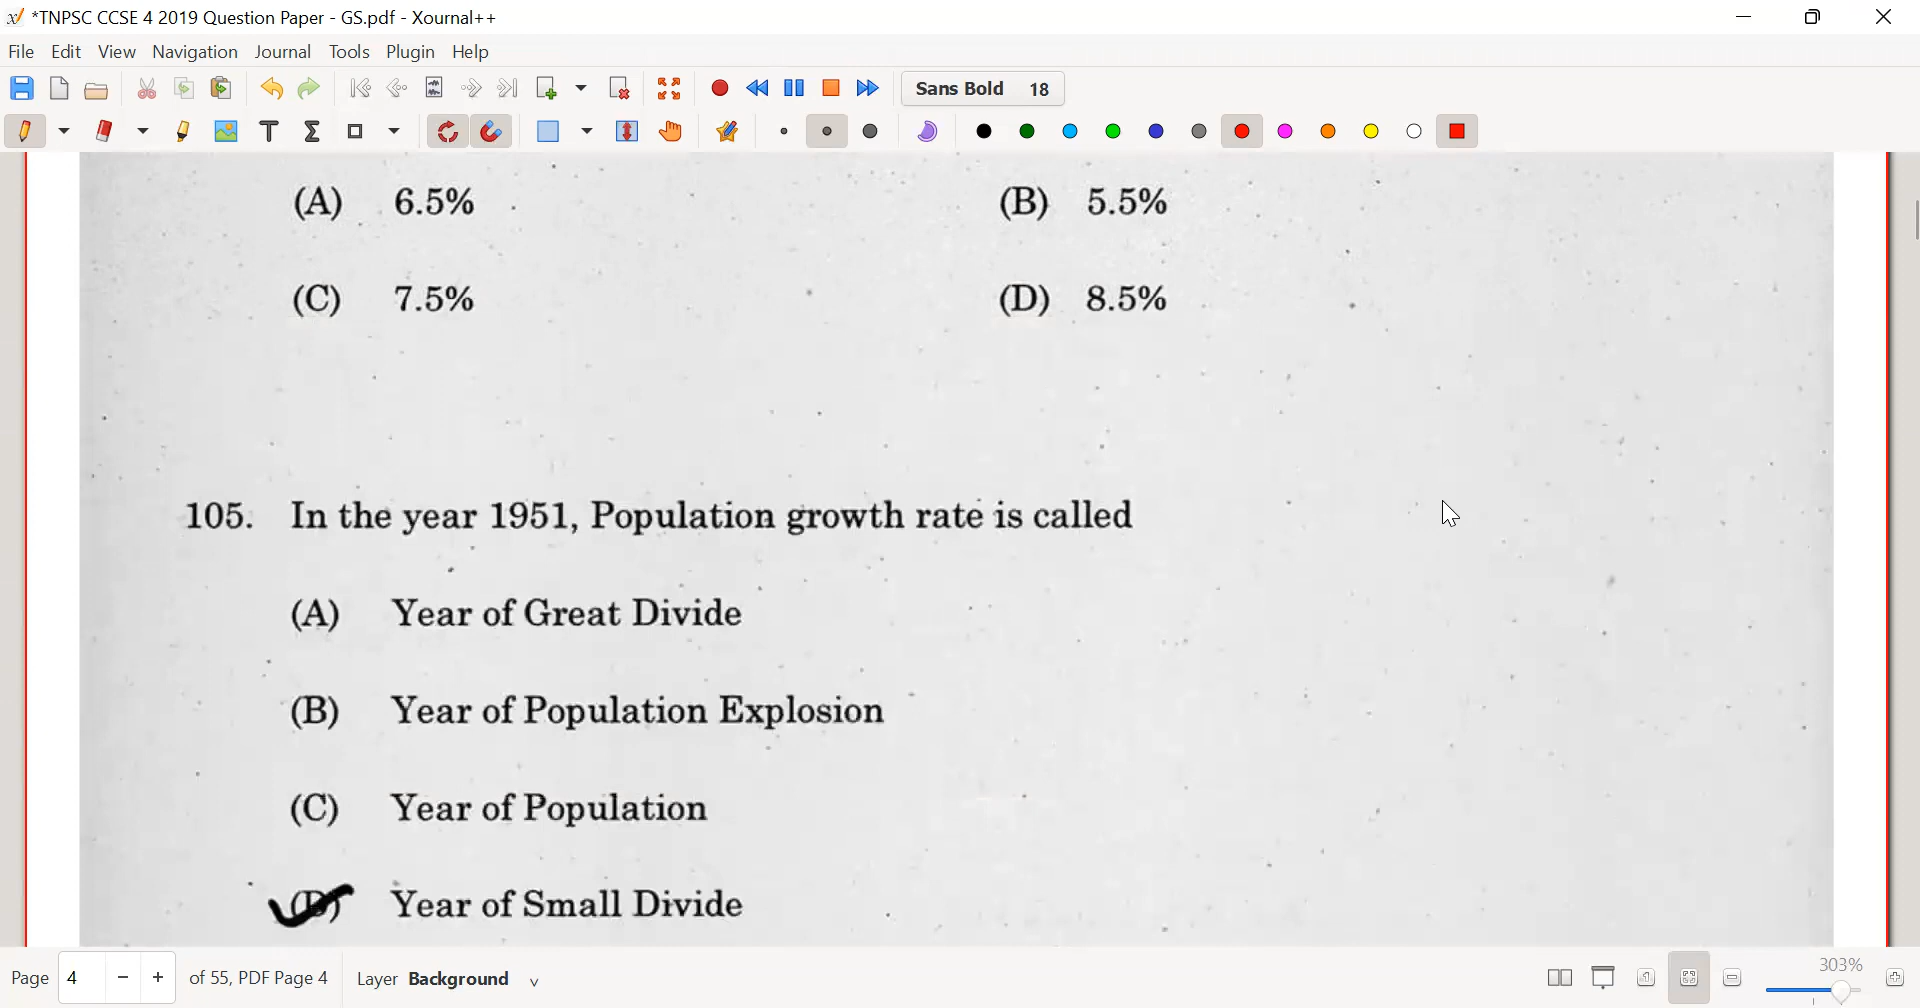 *TNPSC CCSE 4 2019 Question Paper - GS.pdf - Xournal++
File Edit View Navigation Journal Tools Plugin Help
Sans Bold 18
(A) 6.5% (B) 5.5%
(C) 7.5% (D) 8.5%
105. In the year 1951, Population growth rate is called
(A) Year of Great Divide
(B) Year of Population Explosion
(C) Year of Population
(D) Year of Small Divide
Page 4 − + of 55, PDF Page 4 Layer Background 303%